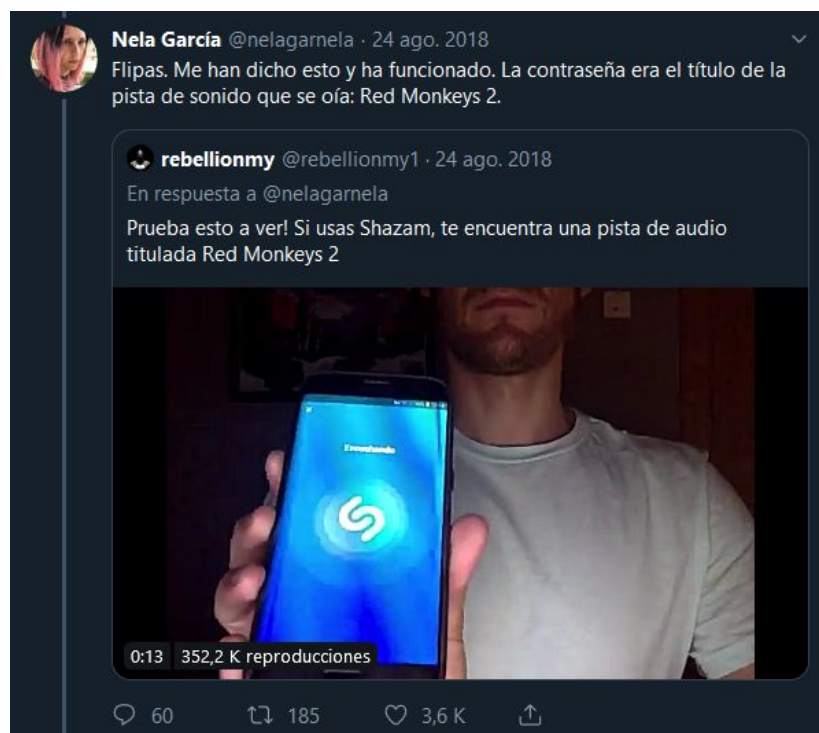 Nela García @nelagarnela · 24 ago. 2018
Flipas. Me han dicho esto y ha funcionado. La contraseña era el título de la
pista de sonido que se oía: Red Monkeys 2.
rebellionmy @rebellionmy1 · 24 ago. 2018
En respuesta a @nelagarnela
Prueba esto a ver! Si usas Shazam, te encuentra una pista de audio
titulada Red Monkeys 2
Escuchando
0:13 352,2 K reproducciones
60 185 3,6 K